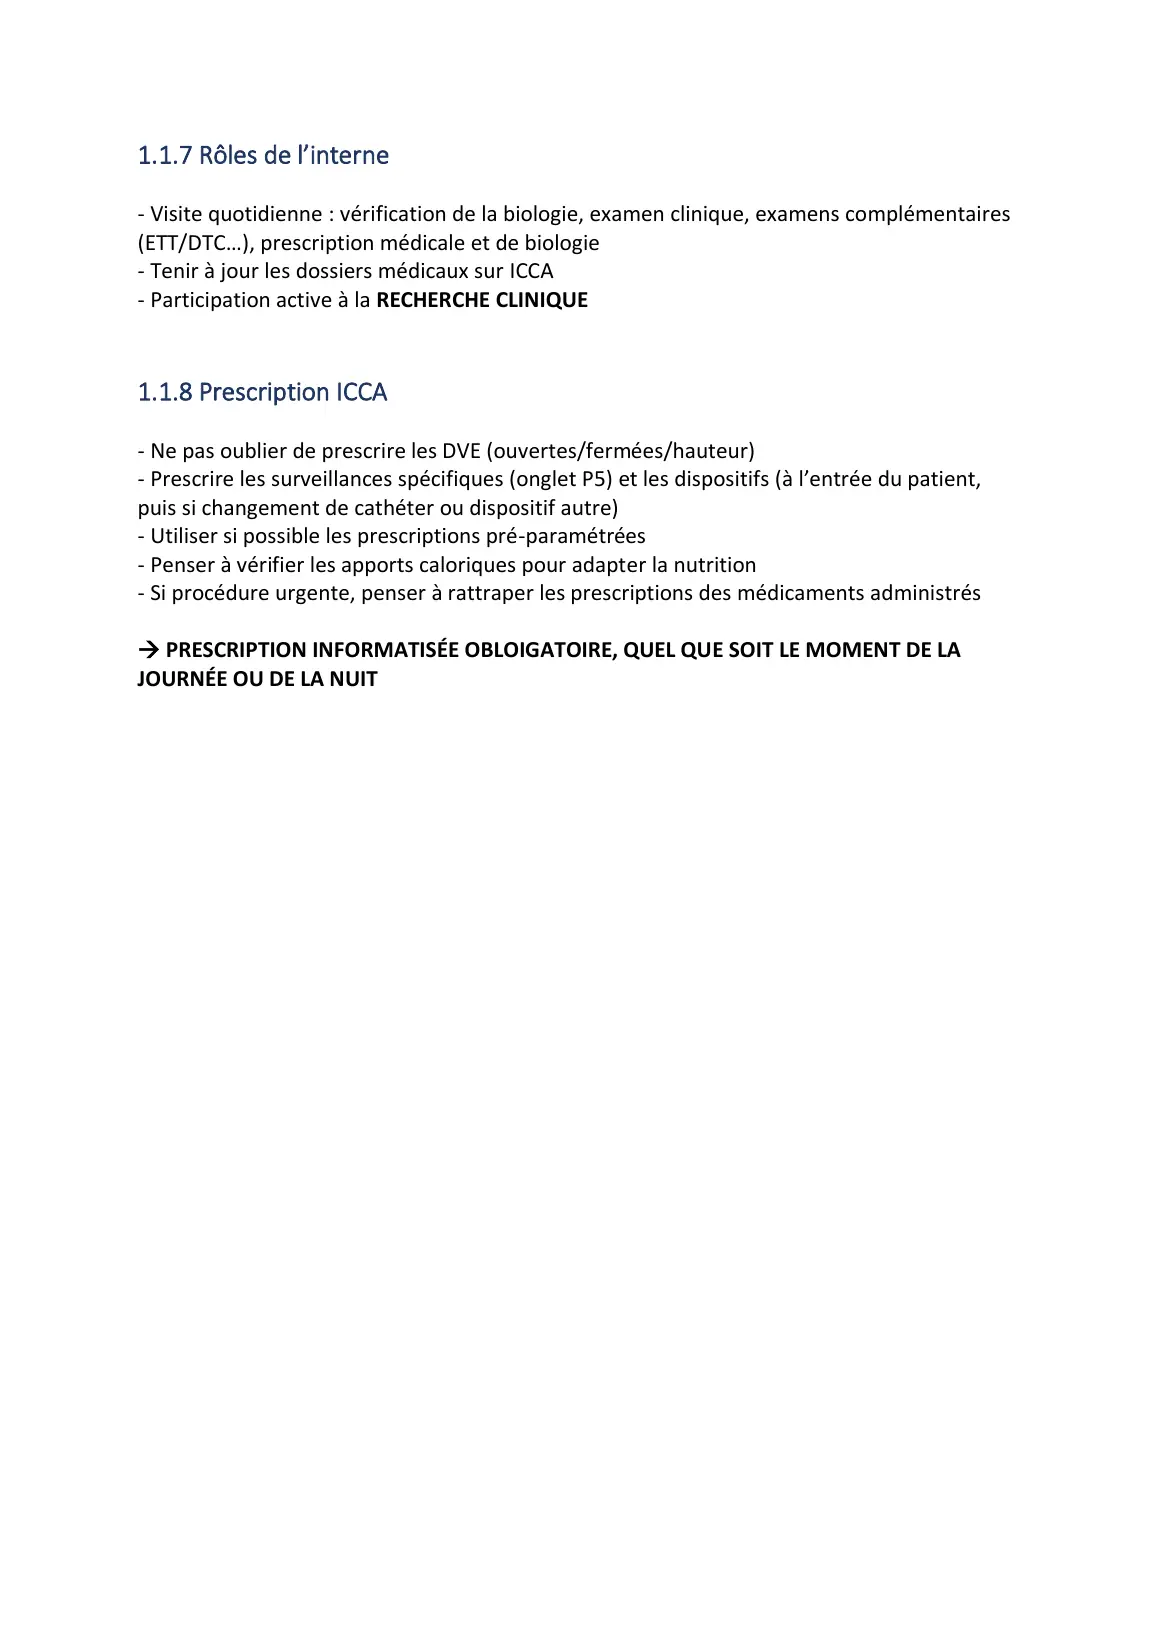 1.1.7 Rôles de l’interne
- Visite quotidienne : vérification de la biologie, examen clinique, examens complémentaires
(ETT/DTC…), prescription médicale et de biologie
- Tenir à jour les dossiers médicaux sur ICCA
- Participation active à la RECHERCHE CLINIQUE
1.1.8 Prescription ICCA
- Ne pas oublier de prescrire les DVE (ouvertes/fermées/hauteur)
- Prescrire les surveillances spécifiques (onglet P5) et les dispositifs (à l’entrée du patient,
puis si changement de cathéter ou dispositif autre)
- Utiliser si possible les prescriptions pré-paramétrées
- Penser à vérifier les apports caloriques pour adapter la nutrition
- Si procédure urgente, penser à rattraper les prescriptions des médicaments administrés
→ PRESCRIPTION INFORMATISÉE OBLOIGATOIRE, QUEL QUE SOIT LE MOMENT DE LA
JOURNÉE OU DE LA NUIT